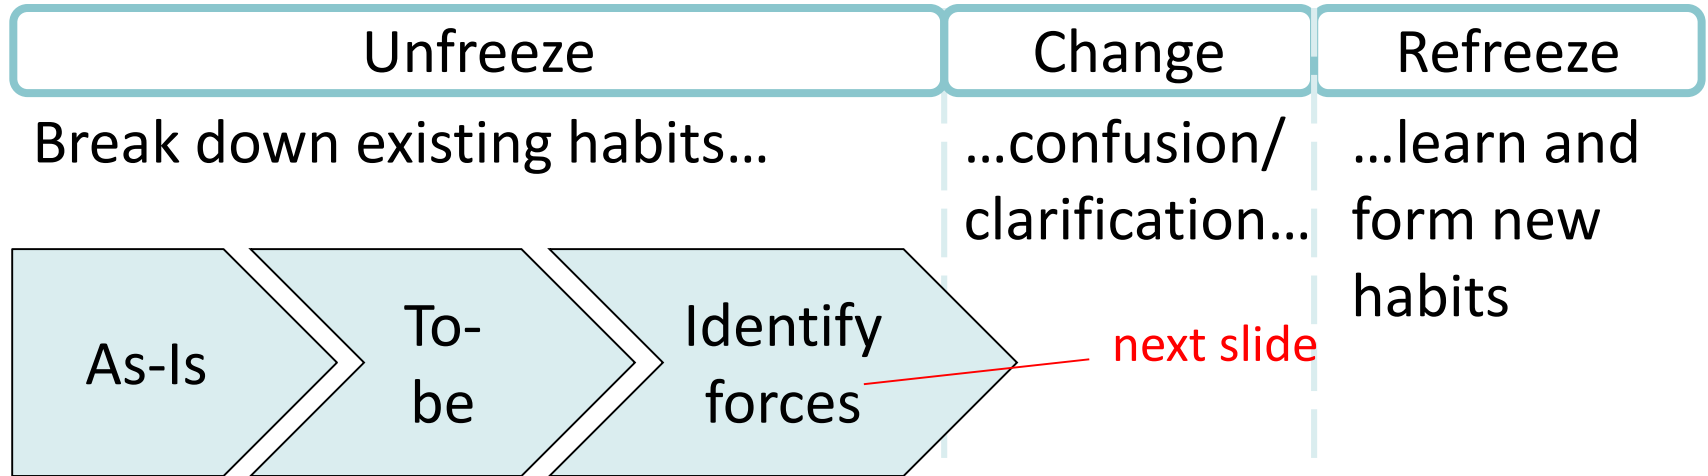 Unfreeze
Change
Refreeze
Break down existing habits…
…confusion/
clarification…
…learn and
form new
habits
As-Is
To-
be
Identify
forces
next slide